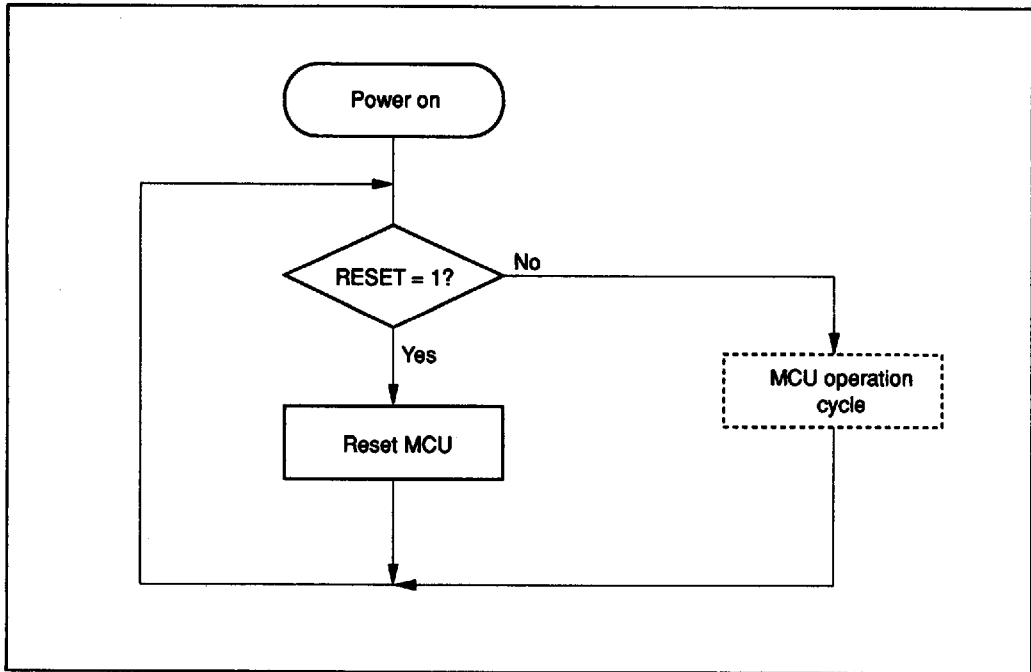 Power on
RESET = 1?
No
Yes
MCU operation
cycle
Reset MCU